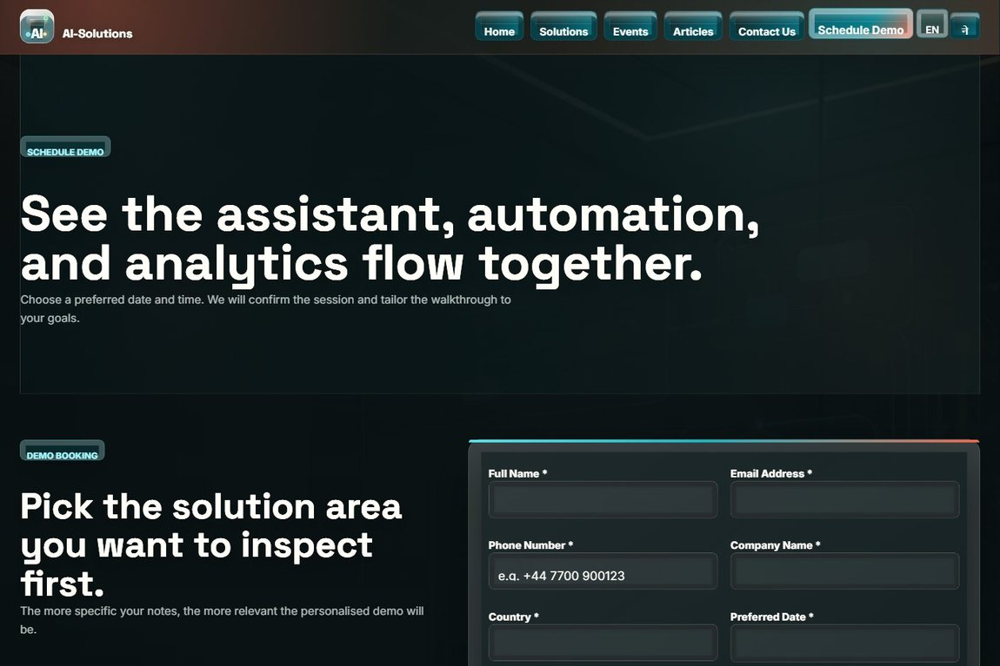 AI
AI-Solutions
Home
Solutions
Events
Articles
Contact Us
Schedule Demo
EN
ने
SCHEDULE DEMO
See the assistant, automation,
and analytics flow together.
Choose a preferred date and time. We will confirm the session and tailor the walkthrough to
your goals.
DEMO BOOKING
Pick the solution area
you want to inspect
first.
The more specific your notes, the more relevant the personalised demo will
be.
Full Name *
Email Address *
Phone Number *
Company Name *
e.g. +44 7700 900123
Country *
Preferred Date *